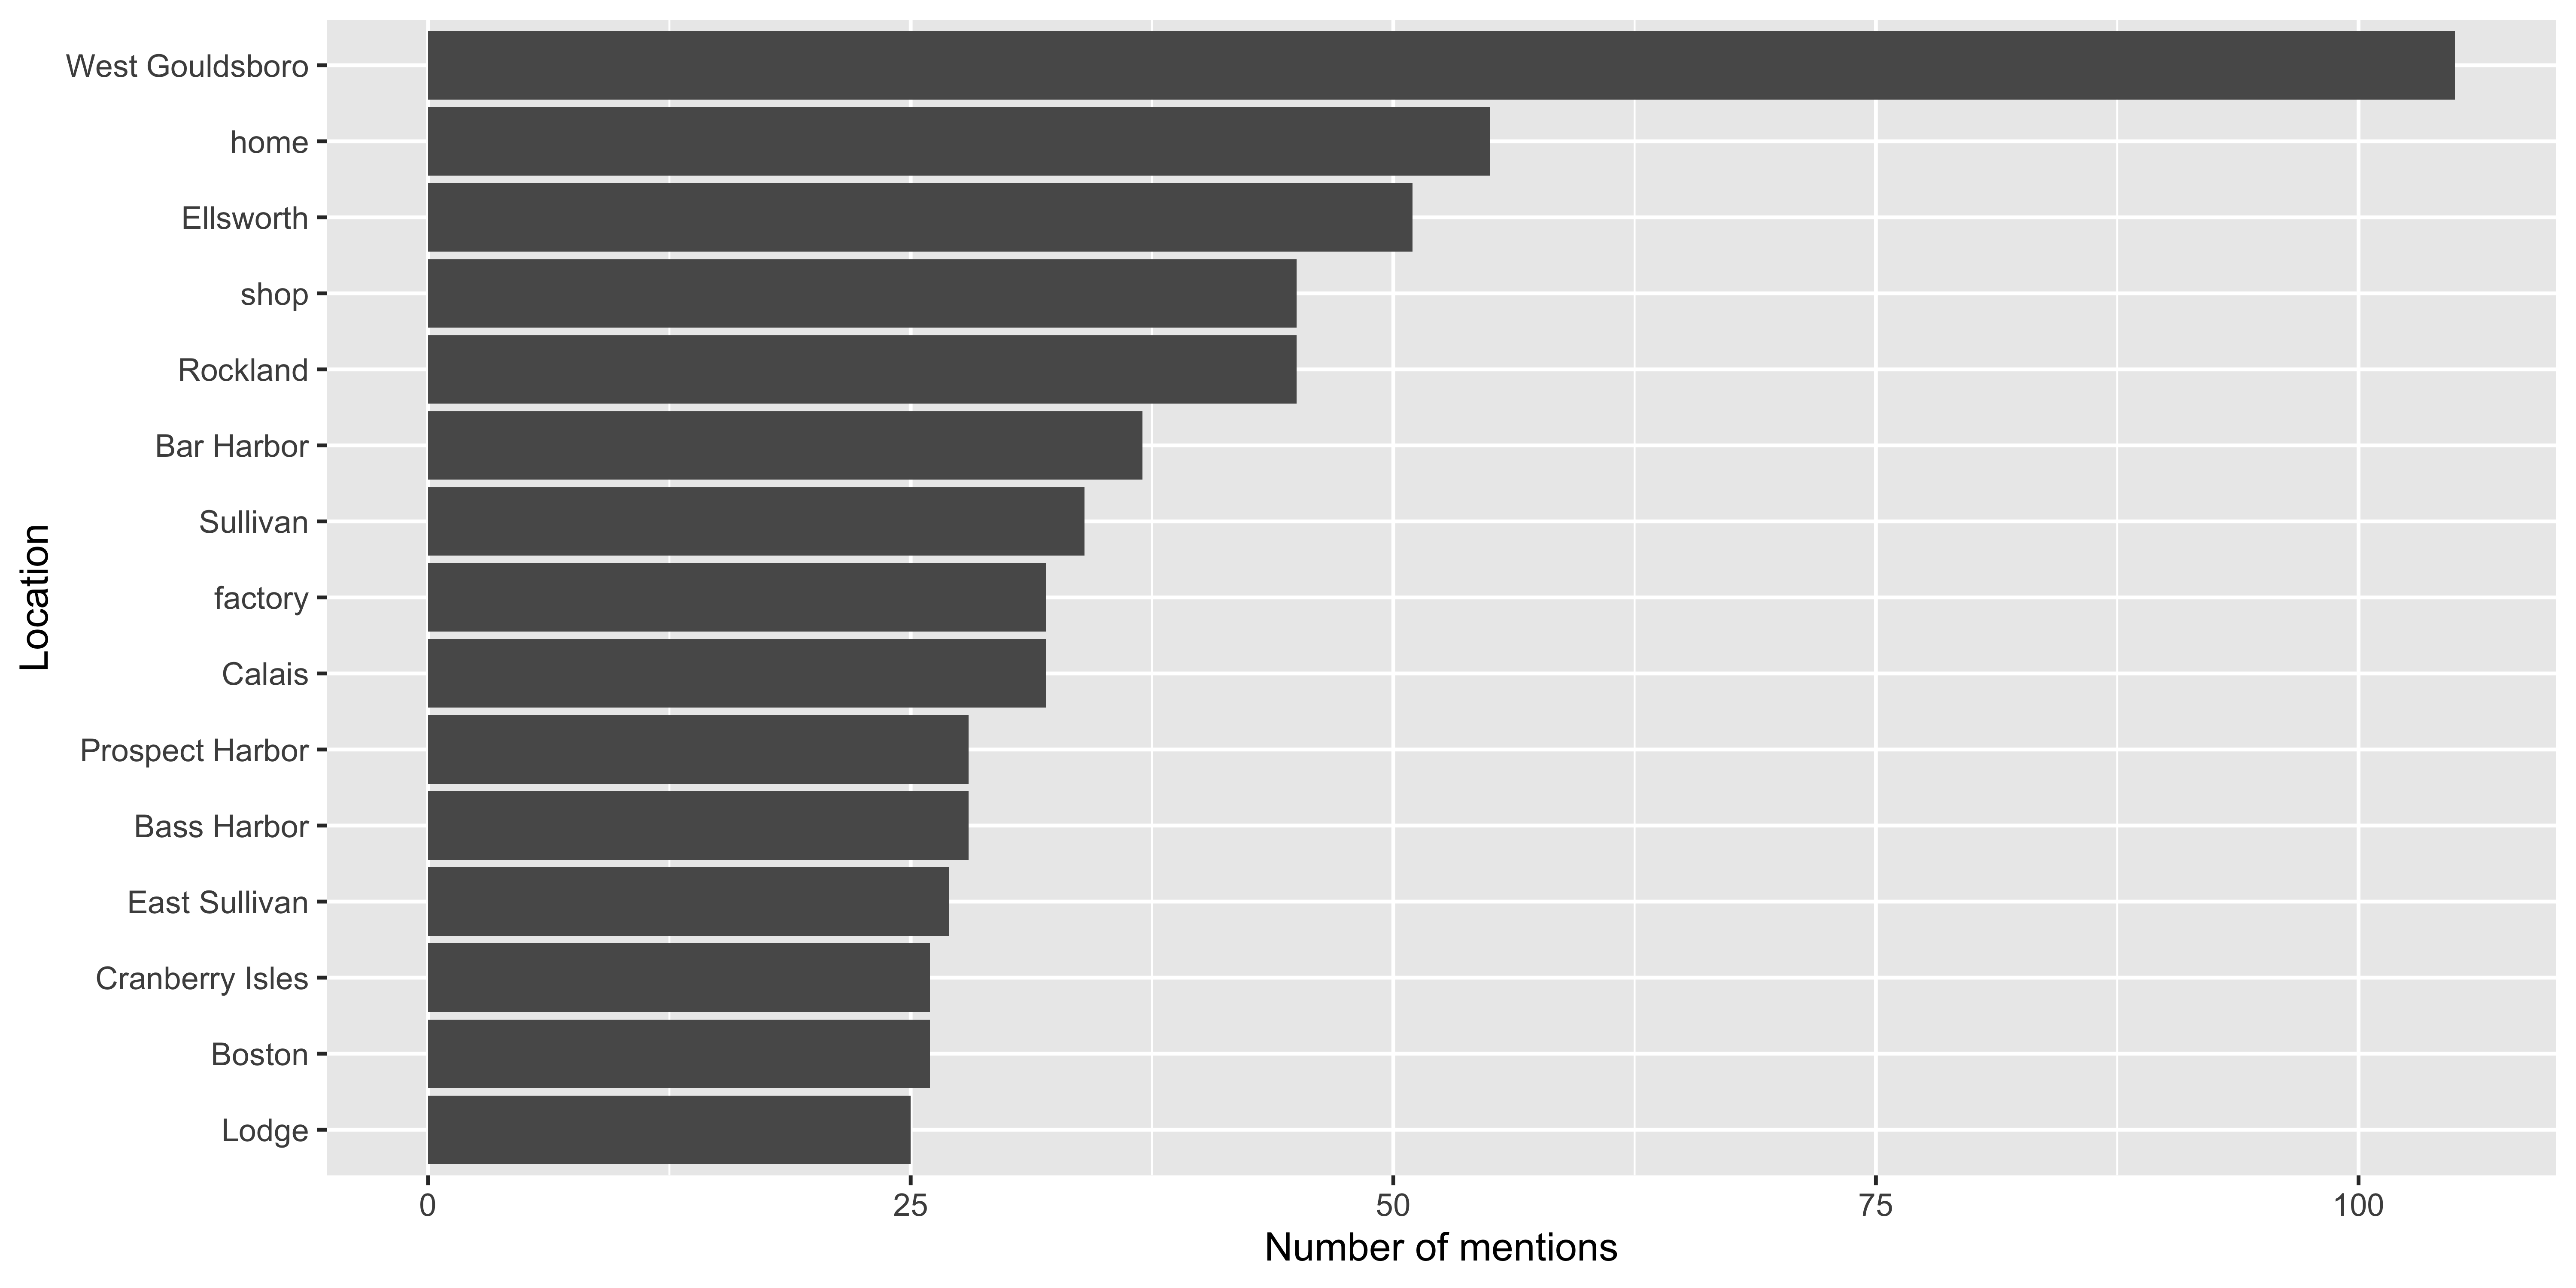 West Gouldsboro
home
Ellsworth
shop
Rockland
Bar Harbor
Sullivan
factory
Calais
Prospect Harbor
Bass Harbor
East Sullivan
Cranberry Isles
Boston
Lodge
Location
0 25 50 75 100
Number of mentions